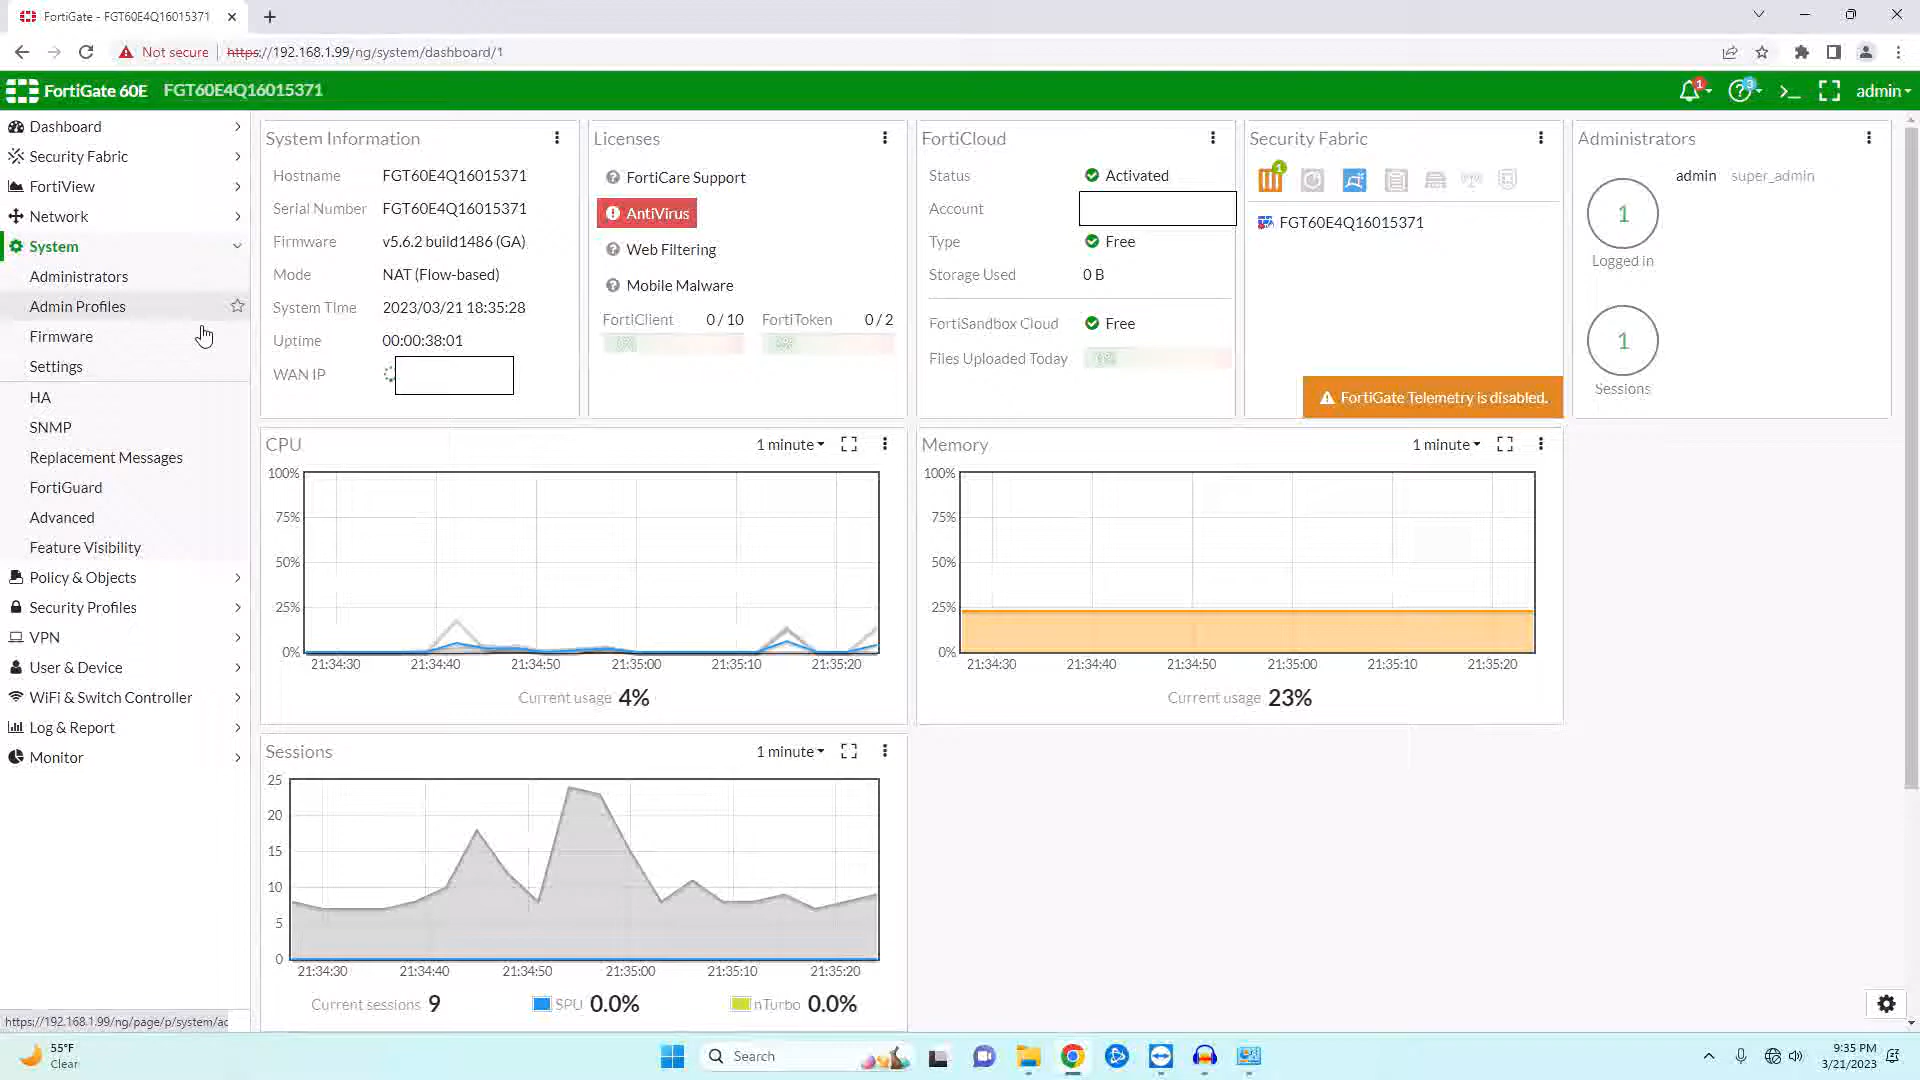 FortiGate - FGT60E4Q16015371
Not secure
https://192.168.1.99/ng/system/dashboard/1
FortiGate 60E FGT60E4Q16015371
1
3
admin
Dashboard
Security Fabric
FortiView
Network
System
Administrators
Admin Profiles
Firmware
Settings
HA
SNMP
Replacement Messages
FortiGuard
Advanced
Feature Visibility
Policy & Objects
Security Profiles
VPN
User & Device
WiFi & Switch Controller
Log & Report
Monitor
System Information
Hostname FGT60E4Q16015371
Serial Number FGT60E4Q16015371
Firmware v5.6.2 build1486 (GA)
Mode NAT (Flow-based)
System Time 2023/03/21 18:35:28
Uptime 00:00:38:01
WAN IP
Licenses
FortiCare Support
AntiVirus
Web Filtering
Mobile Malware
FortiClient 0 / 10 FortiToken 0 / 2
0% 0%
FortiCloud
Status Activated
Account
Type Free
Storage Used 0 B
FortiSandbox Cloud Free
Files Uploaded Today 0%
Security Fabric
1
FGT60E4Q16015371
FortiGate Telemetry is disabled.
Administrators
1
Logged in
admin super_admin
1
Sessions
CPU
1 minute
100%
75%
50%
25%
0%
21:34:30 21:34:40 21:34:50 21:35:00 21:35:10 21:35:20
Current usage 4%
Memory
1 minute
100%
75%
50%
25%
0%
21:34:30 21:34:40 21:34:50 21:35:00 21:35:10 21:35:20
Current usage 23%
Sessions
1 minute
25
20
15
10
5
0
21:34:30 21:34:40 21:34:50 21:35:00 21:35:10 21:35:20
Current sessions 9 SPU 0.0% nTurbo 0.0%
https://192.168.1.99/ng/page/p/system/ac
55°F
Clear
Search
9:35 PM
3/21/2023